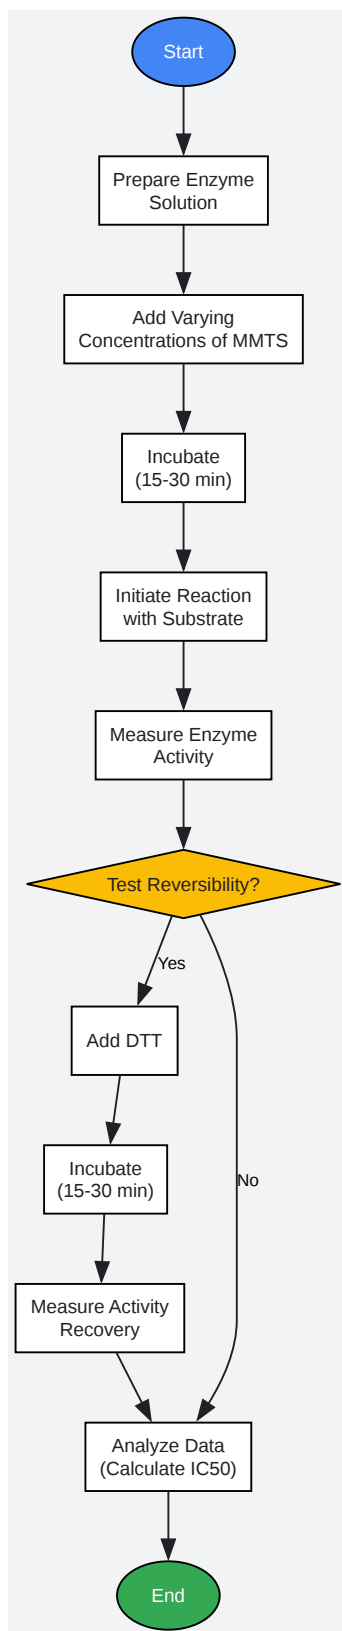 Start
Prepare Enzyme
Solution
Add Varying
Concentrations of MMTS
Incubate
(15-30 min)
Initiate Reaction
with Substrate
Measure Enzyme
Activity
Test Reversibility?
Yes
Add DTT
Incubate
(15-30 min)
No
Measure Activity
Recovery
Analyze Data
(Calculate IC50)
End